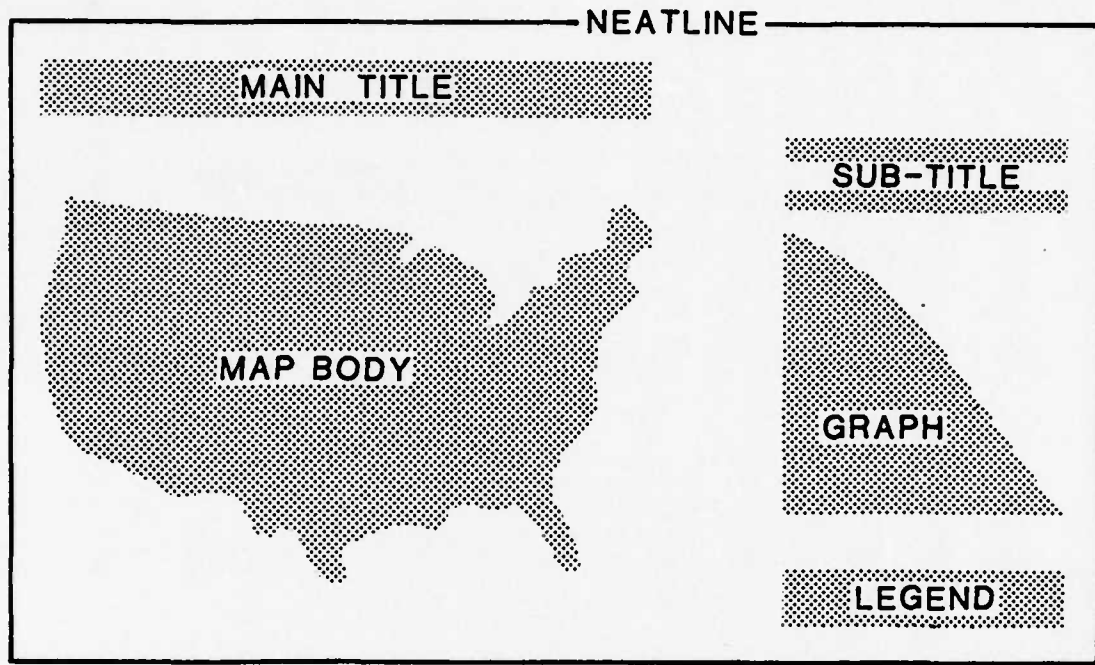 NEATLINE
MAIN TITLE
SUB-TITLE
MAP BODY
GRAPH
LEGEND